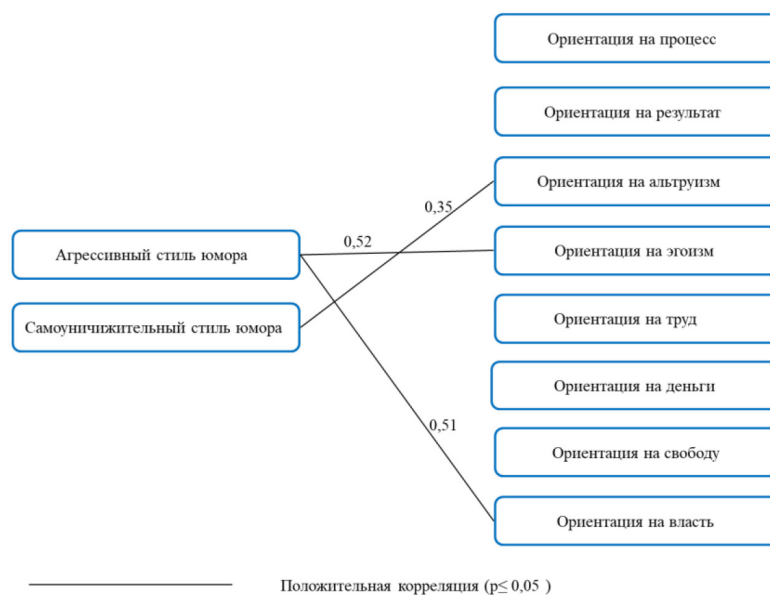 Ориентация на процесс
Ориентация на результат
Ориентация на альтруизм
0,35
0,52
Агрессивный стиль юмора
Ориентация на эгоизм
Самоуничижительный стиль юмора
Ориентация на труд
Ориентация на деньги
0,51
Ориентация на свободу
Ориентация на власть
Положительная корреляция (p≤ 0,05 )